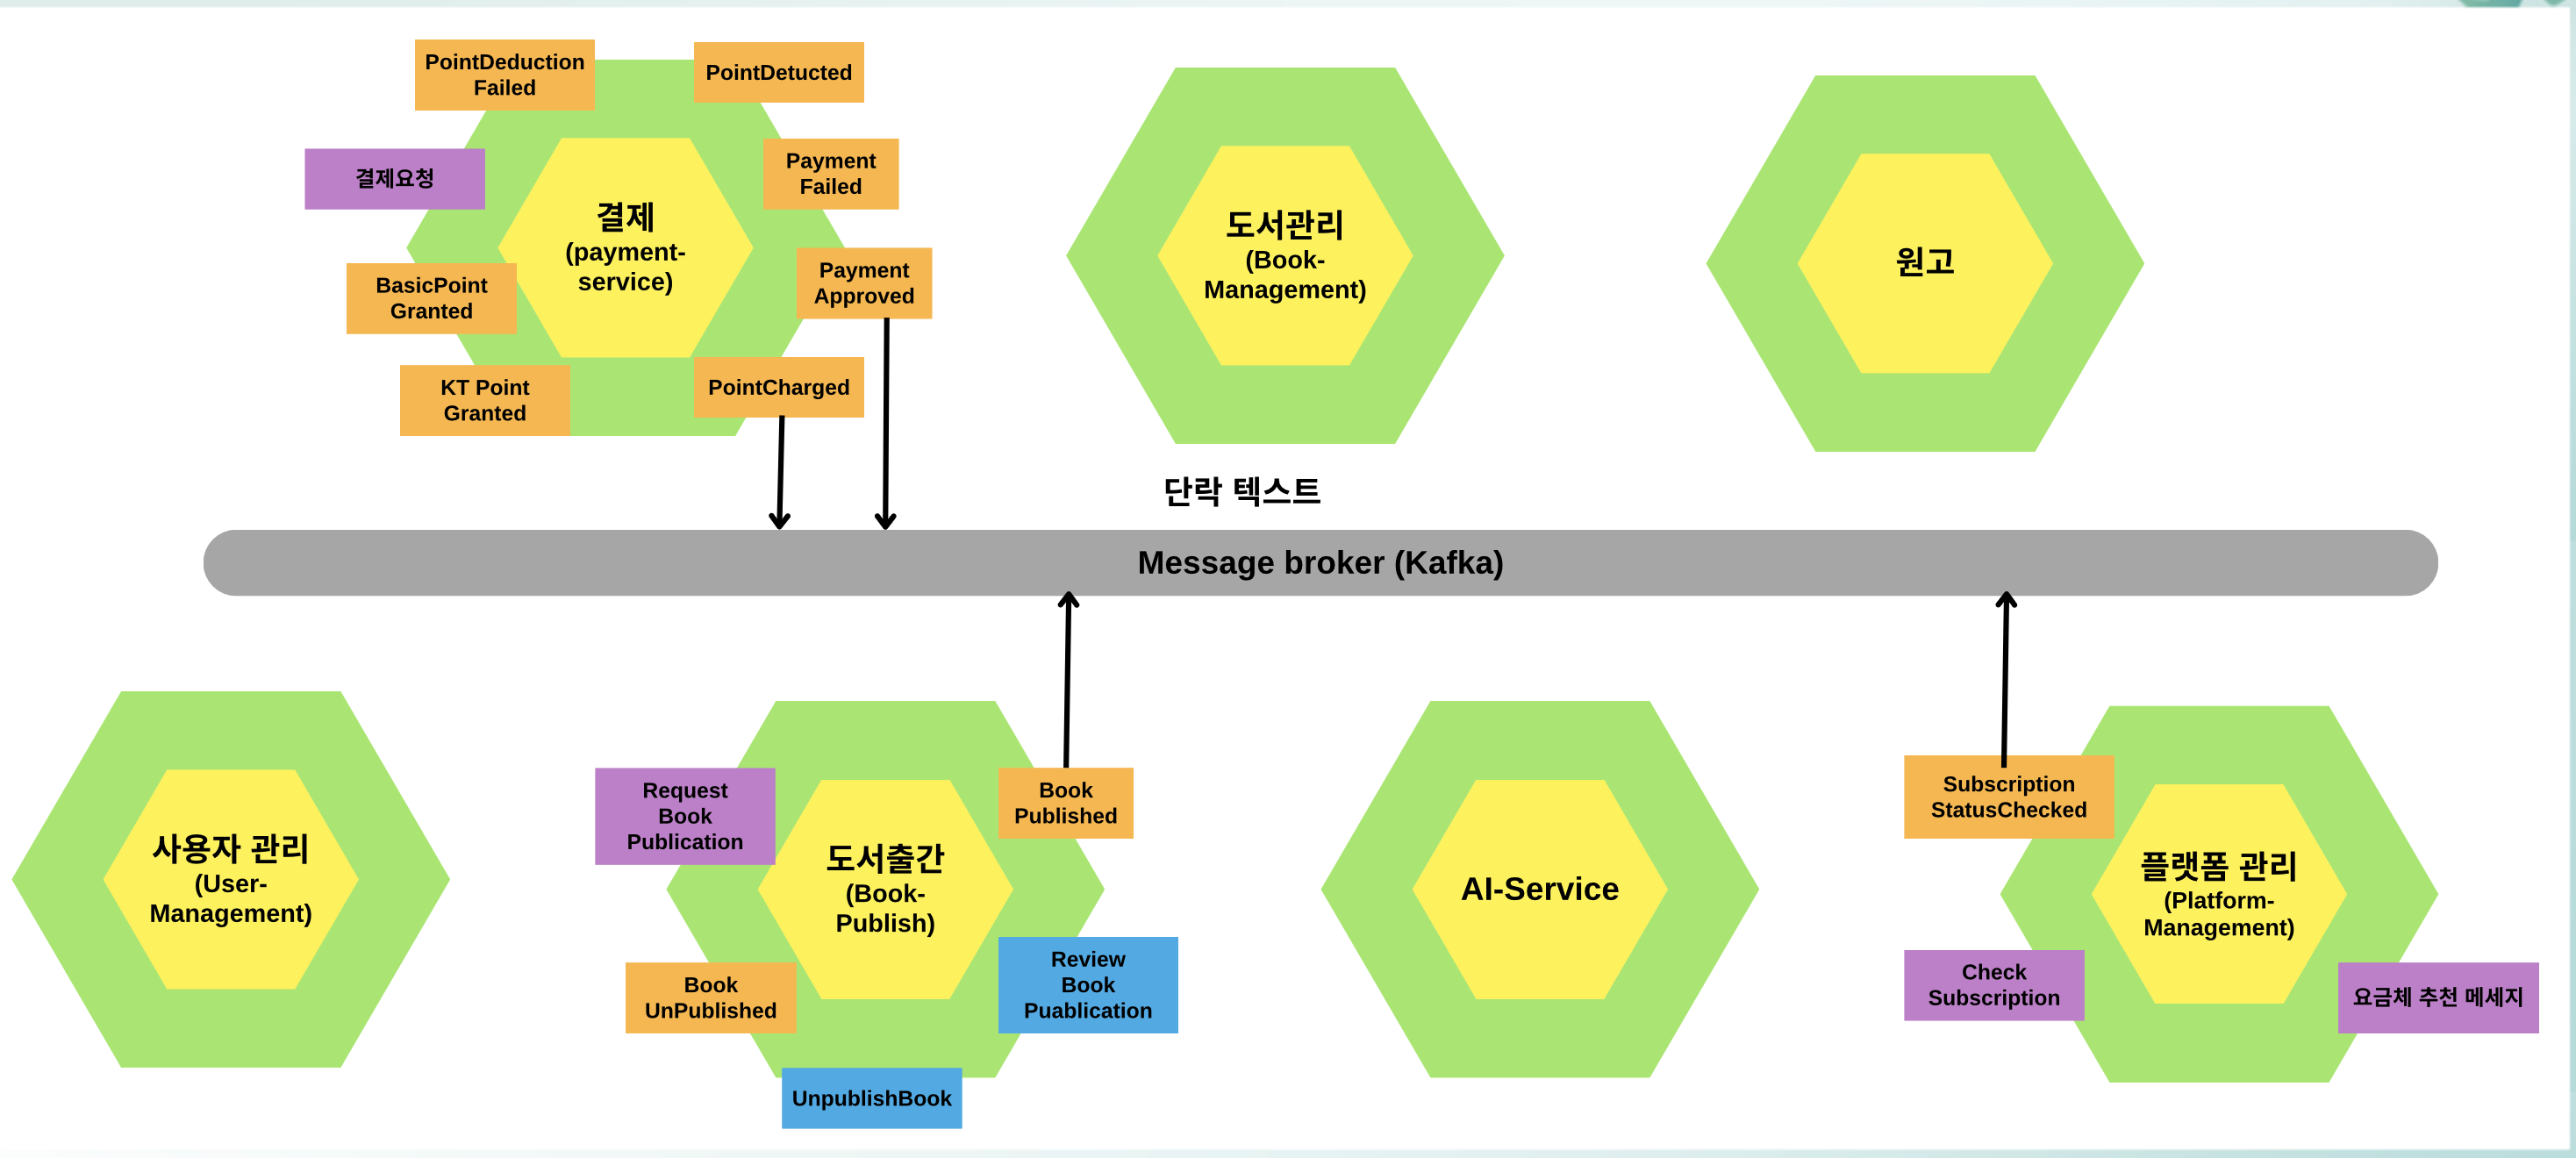 PointDeduction
Failed
PointDetucted
결제요청
Payment
Failed
결제
(payment-
service)
BasicPoint
Granted
Payment
Approved
KT Point
Granted
PointCharged
도서관리
(Book-
Management)
원고
단락 텍스트
Message broker (Kafka)
사용자 관리
(User-
Management)
Request
Book
Publication
Book
Published
도서출간
(Book-
Publish)
Book
UnPublished
Review
Book
Puablication
UnpublishBook
AI-Service
Subscription
StatusChecked
플랫폼 관리
(Platform-
Management)
Check
Subscription
요금체 추천 메세지